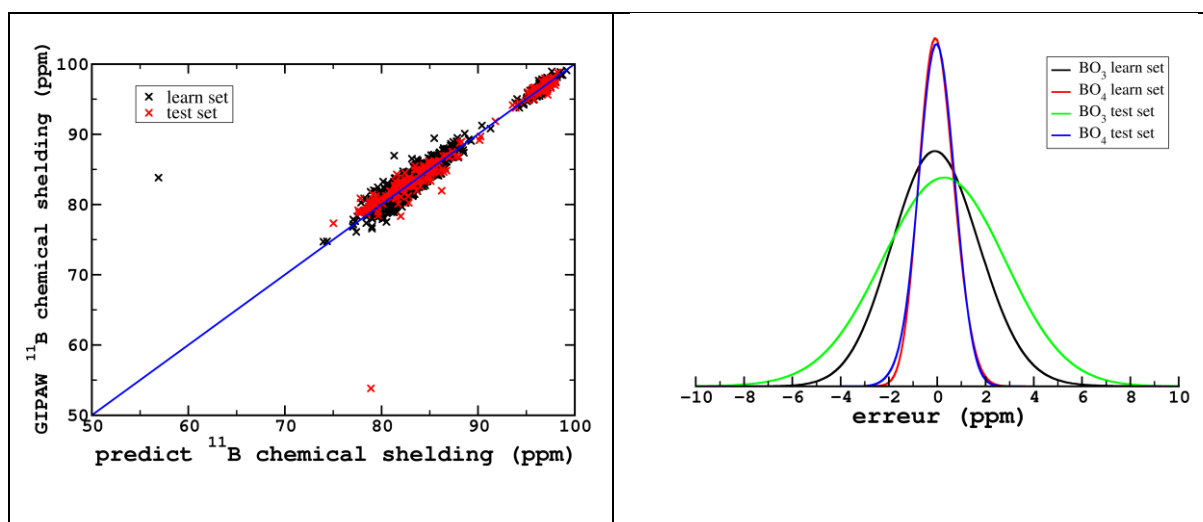 GIPAW ¹¹B chemical shelding (ppm)
100
90
80
70
60
50
learn set
test set
50
60
70
80
90
100
predict ¹¹B chemical shelding (ppm)
BO₃ learn set
BO₄ learn set
BO₃ test set
BO₄ test set
−10 −8 −6 −4 −2 0 2 4 6 8 10
erreur (ppm)